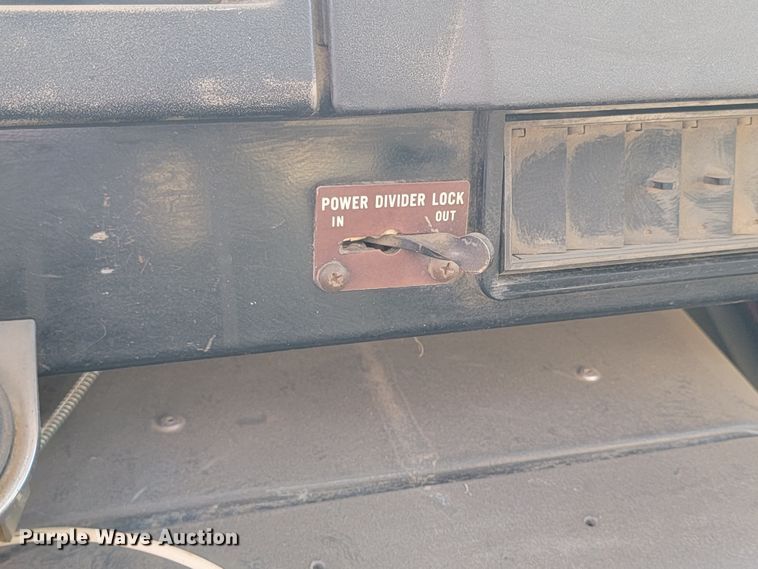 POWER DIVIDER LOCK
IN OUT
Purple Wave Auction